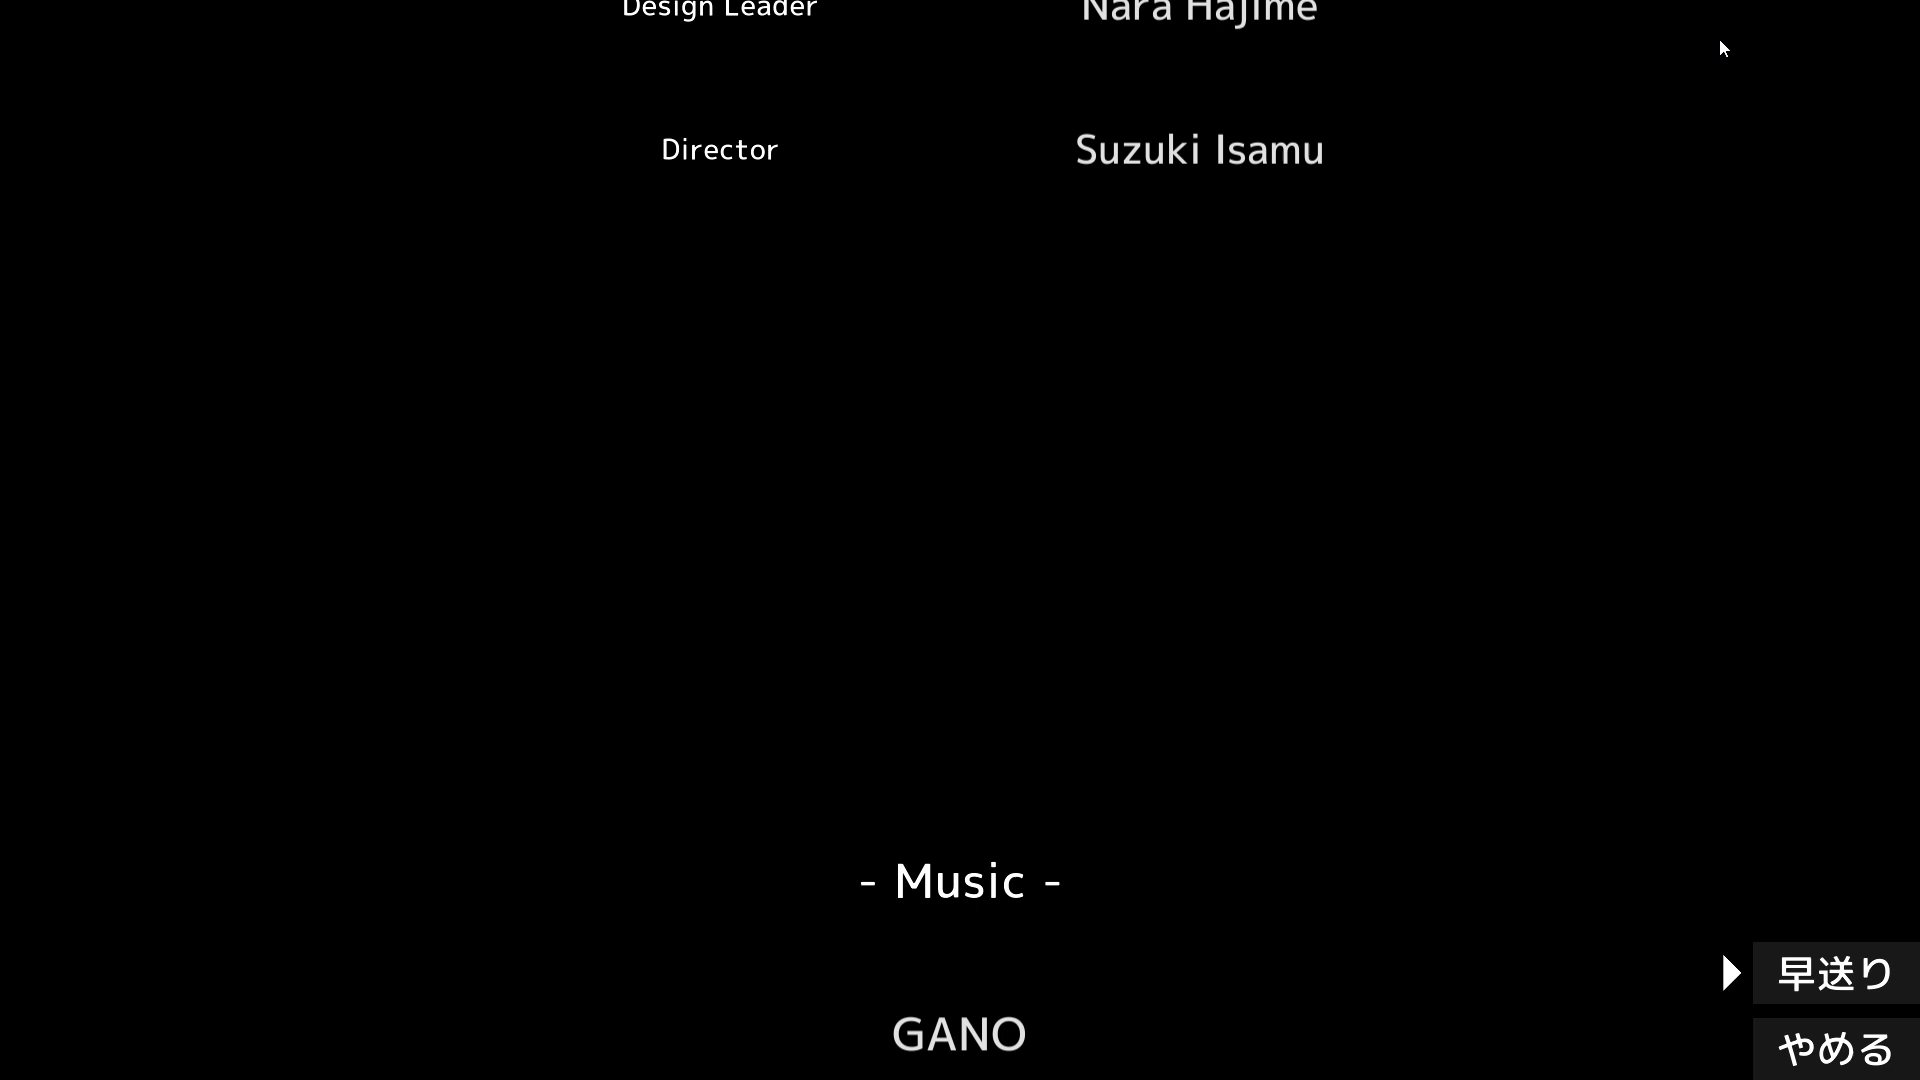 Design Leader Nara Hajime
Director Suzuki Isamu
- Music -
GANO
早送り
やめる